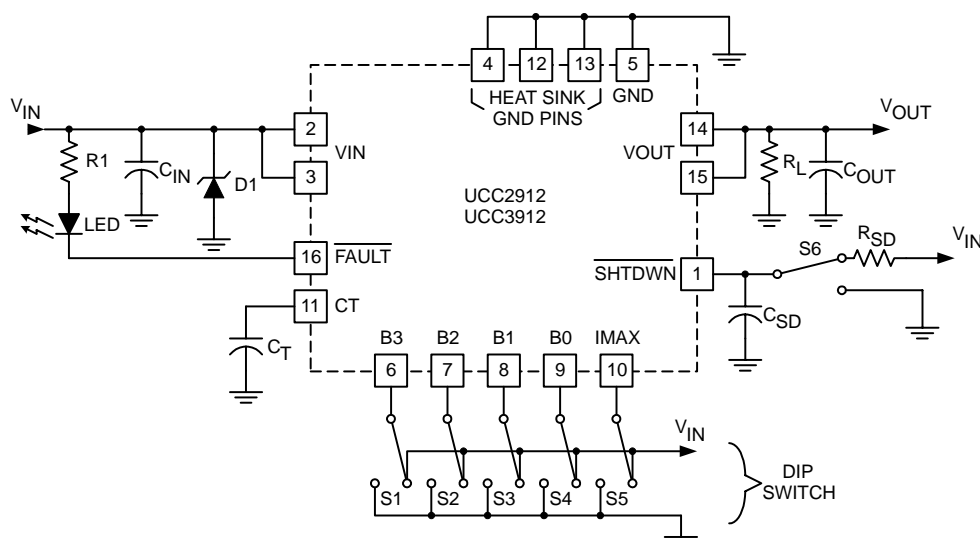 4 12 13 5
HEAT SINK GND
GND PINS
VIN
R1
CIN
D1
LED
2
VIN
3
16 FAULT
11 CT
CT
UCC2912
UCC3912
14
VOUT
15
VOUT
RL
COUT
SHTDWN 1
S6
RSD
VIN
CSD
B3 B2 B1 B0 IMAX
6 7 8 9 10
VIN
S1 S2 S3 S4 S5
DIP
SWITCH